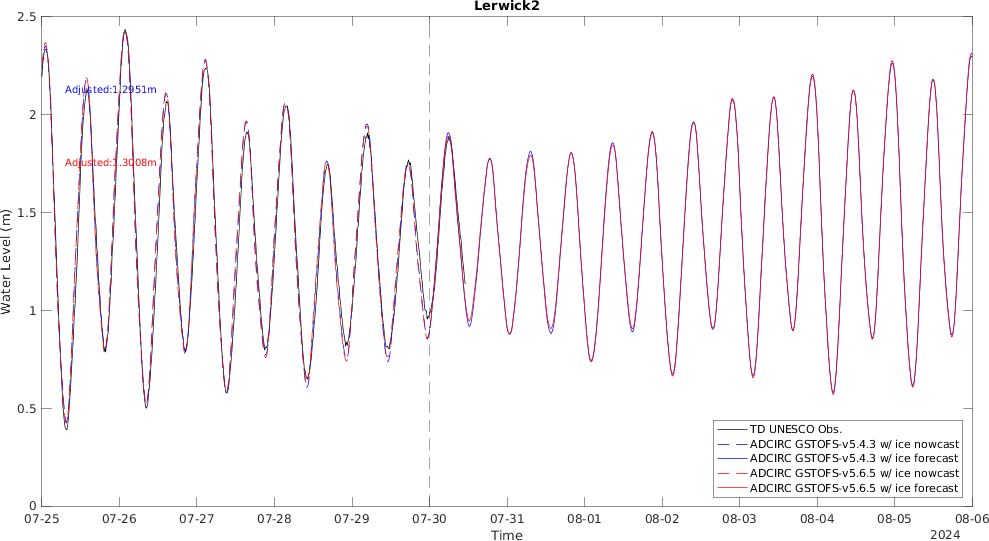 Lerwick2
2.5
2
1.5
1
0.5
0
Water Level (m)
Adjusted:1.2951m
Adjusted:1.3008m
TD UNESCO Obs.
ADCIRC GSTOFS-v5.4.3 w/ ice nowcast
ADCIRC GSTOFS-v5.4.3 w/ ice forecast
ADCIRC GSTOFS-v5.6.5 w/ ice nowcast
ADCIRC GSTOFS-v5.6.5 w/ ice forecast
07-25 07-26 07-27 07-28 07-29 07-30 07-31 08-01 08-02 08-03 08-04 08-05 08-06
Time
2024